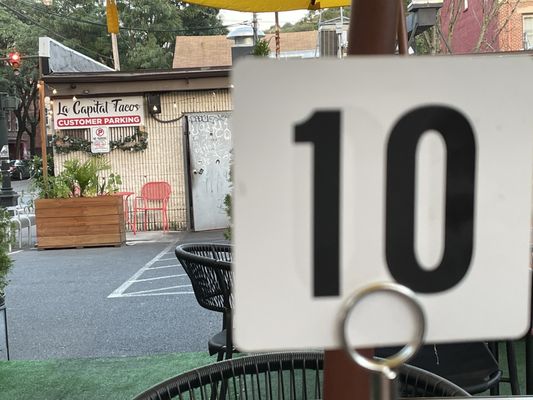 La Capital Tacos
CUSTOMER PARKING
10